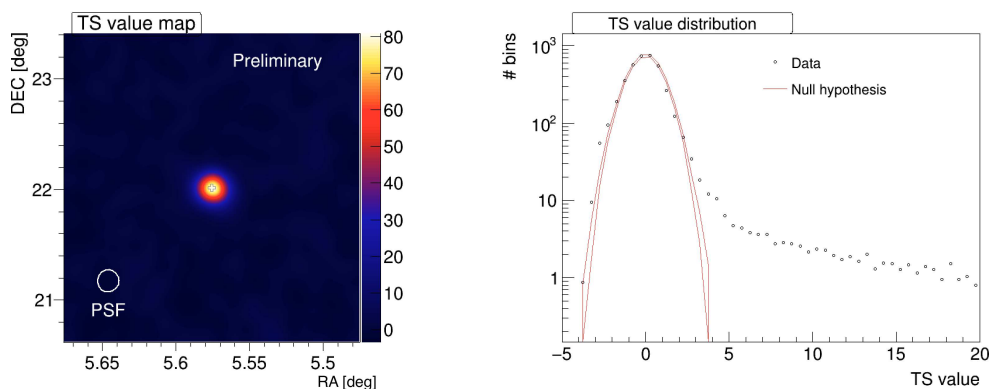 TS value map
DEC [deg]
23
22
21
Preliminary
PSF
5.65
5.6
5.55
5.5
RA [deg]
80
70
60
50
40
30
20
10
0
TS value distribution
# bins
10³
10²
10
1
Data
Null hypothesis
−5
0
5
10
15
20
TS value